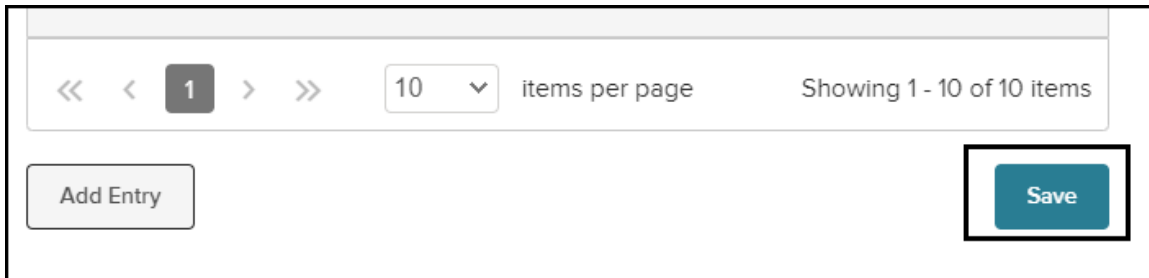 1 10 items per page Showing 1 - 10 of 10 items
Add Entry Save